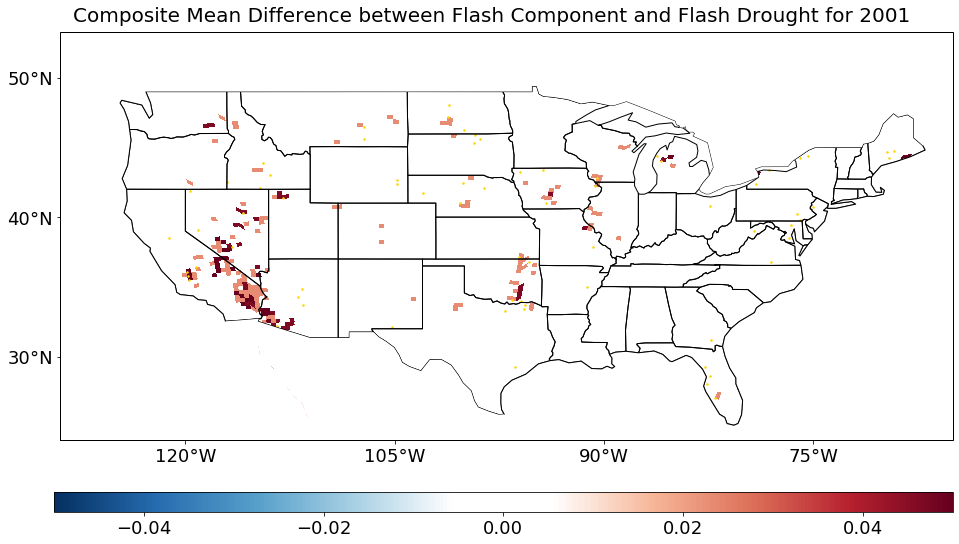 Composite Mean Difference between Flash Component and Flash Drought for 2001
50°N
40°N
30°N
120°W 105°W 90°W 75°W
−0.04 −0.02 0.00 0.02 0.04